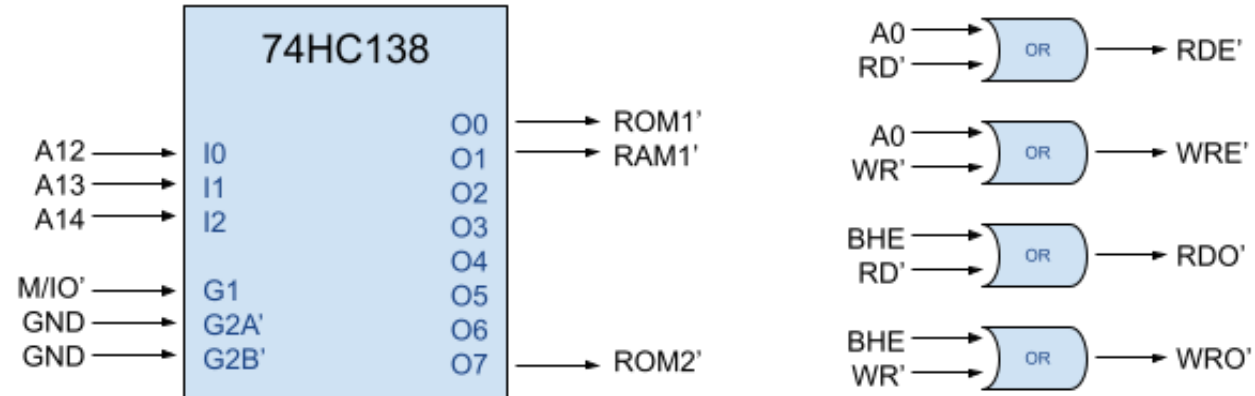 74HC138
A12
A13
A14
M/IO'
GND
GND
I0
I1
I2
G1
G2A'
G2B'
O0
O1
O2
O3
O4
O5
O6
O7
ROM1'
RAM1'
ROM2'
A0
RD'
OR
RDE'
A0
WR'
OR
WRE'
BHE
RD'
OR
RDO'
BHE
WR'
OR
WRO'